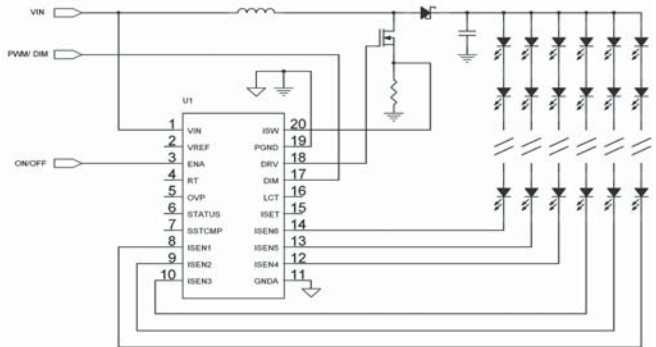 VIN
PWM/ DIM
U1
1 VIN ISW 20
2 VREF PGND 19
3 ENA DRV 18
ON/OFF
4 RT DIM 17
5 OVP LCT 16
6 STATUS ISET 15
7 SSTCMP ISEN6 14
8 ISEN1 ISEN5 13
9 ISEN2 ISEN4 12
10 ISEN3 GNDA 11